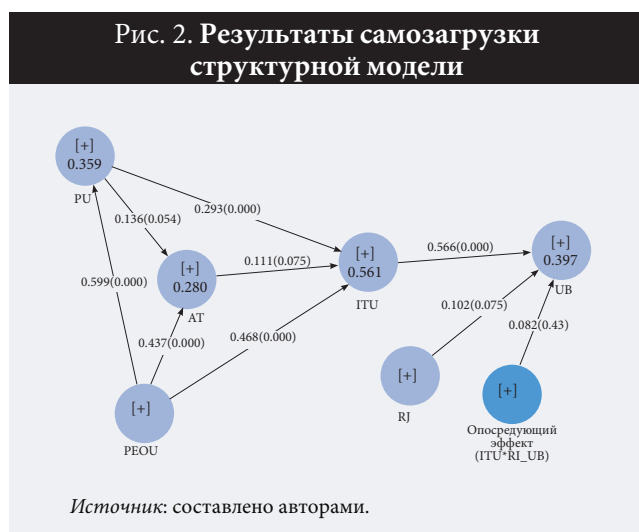 Рис. 2. Результаты самозагрузки
структурной модели
[+]
0.359
PU
0.136(0.054)
0.293(0.000)
[+]
0.280
AT
0.111(0.075)
[+]
0.561
ITU
0.566(0.000)
[+]
0.397
UB
0.599(0.000)
0.437(0.000)
0.468(0.000)
0.102(0.075)
0.082(0.43)
[+]
PEOU
[+]
RJ
[+]
Опосредующий
эффект
(ITU*RI_UB)
Источник: составлено авторами.